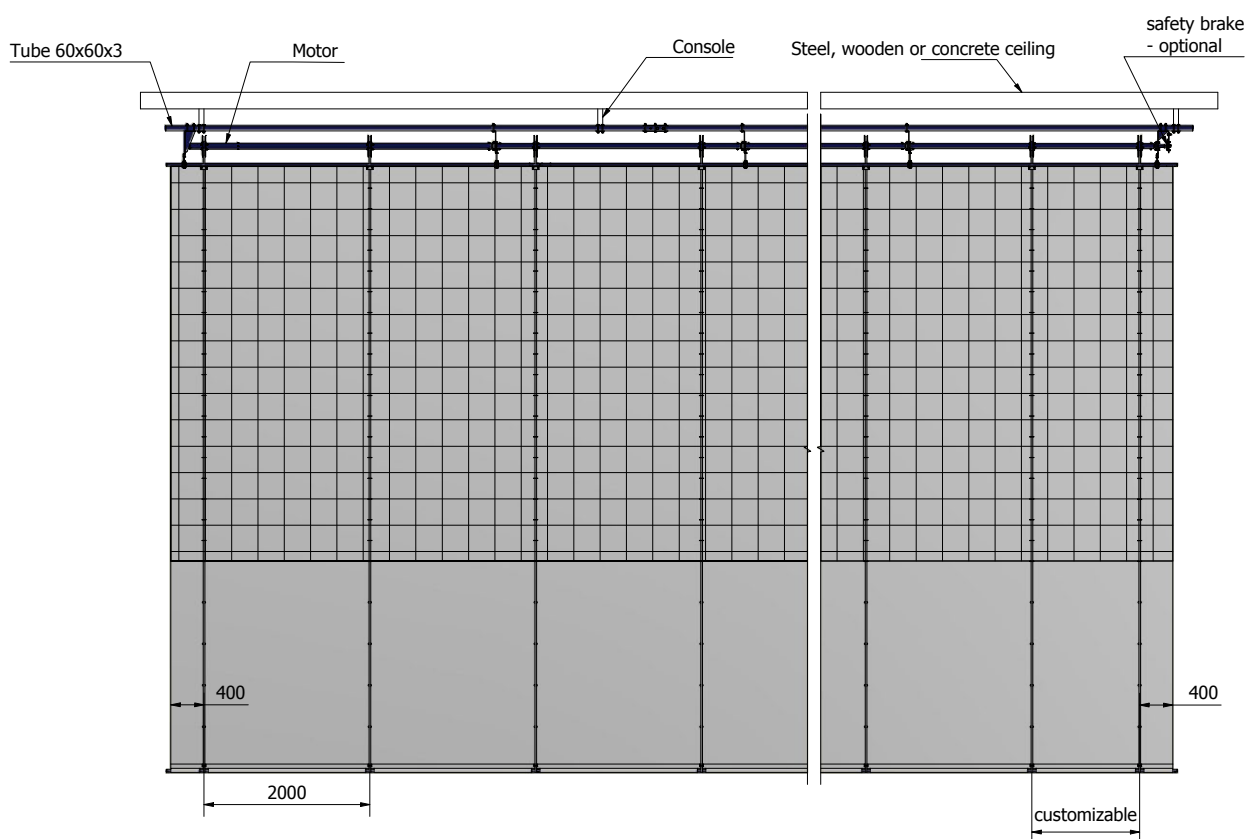 Tube 60x60x3
Motor
Console
Steel, wooden or concrete ceiling
safety brake
- optional
400
400
2000
customizable